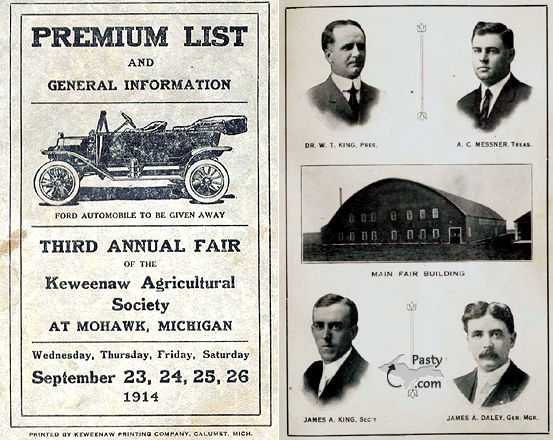 PREMIUM LIST
AND
GENERAL INFORMATION
FORD AUTOMOBILE TO BE GIVEN AWAY
THIRD ANNUAL FAIR
OF THE
Keweenaw Agricultural
Society
AT MOHAWK, MICHIGAN
Wednesday, Thursday, Friday, Saturday
September 23, 24, 25, 26
1914
PRINTED BY KEWEENAW PRINTING COMPANY, CALUMET, MICH.
DR. W. T. KING, PRES.
A. C. MESSNER, TREAS.
MAIN FAIR BUILDING
Pasty
.com
JAMES A. KING, SEC'Y
JAMES A. DALEY, GEN. MGR.